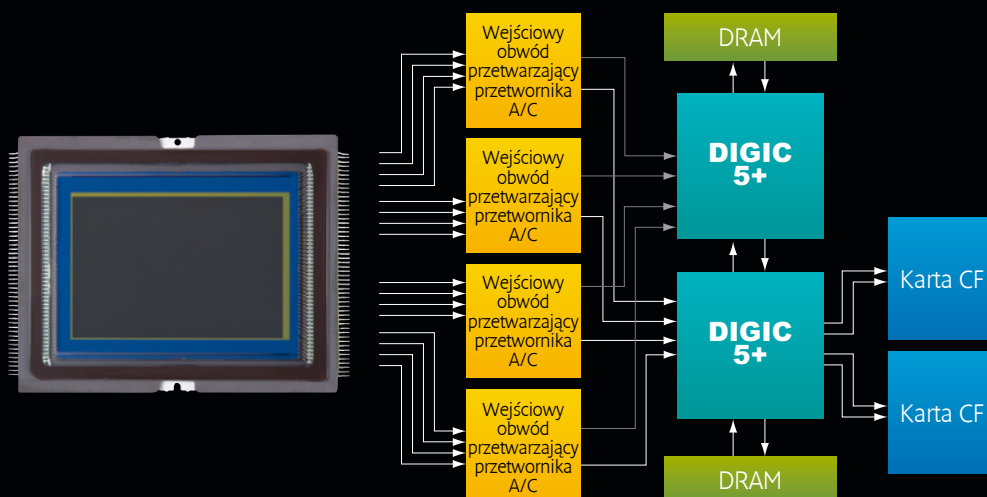 Wejściowy
obwód
przetwarzający
przetwornika
A/C
Wejściowy
obwód
przetwarzający
przetwornika
A/C
Wejściowy
obwód
przetwarzający
przetwornika
A/C
Wejściowy
obwód
przetwarzający
przetwornika
A/C
DRAM
DIGIC
5+
DIGIC
5+
DRAM
Karta CF
Karta CF